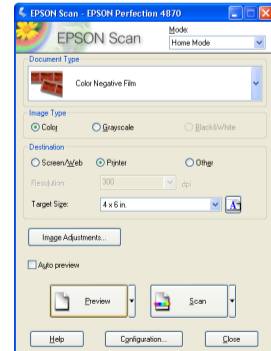 EPSON Scan - EPSON Perfection 4870
EPSON Scan
Mode:
Home Mode
Document Type
Color Negative Film
Image Type
Color
Grayscale
Black&White
Destination
Screen/Web
Printer
Other
Resolution:
300
dpi
Target Size:
4 x 6 in.
A
Image Adjustments...
Auto preview
Preview
Scan
Help
Configuration...
Close